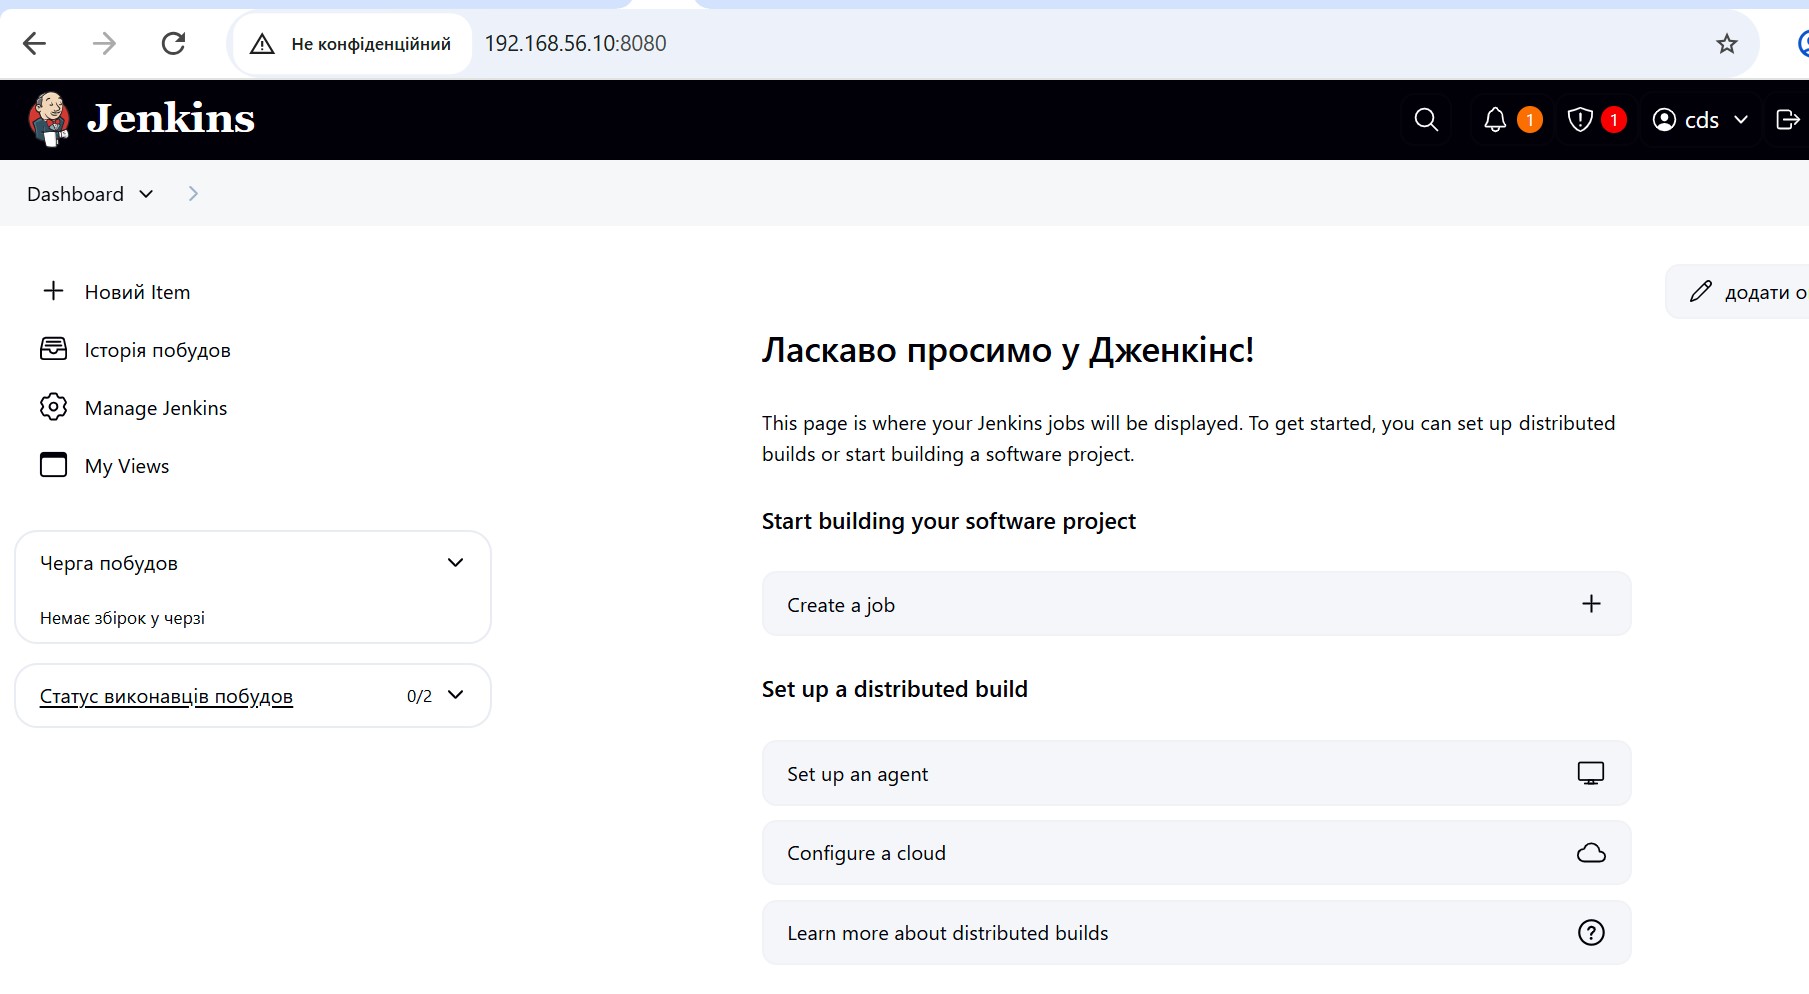 Не конфіденційний
192.168.56.10:8080
Jenkins
1
1
cds
Dashboard
Новий Item
Історія побудов
Manage Jenkins
My Views
Черга побудов
Немає збірок у черзі
Статус виконавців побудов 0/2
додати о
Ласкаво просимо у Дженкінс!
This page is where your Jenkins jobs will be displayed. To get started, you can set up distributed
builds or start building a software project.
Start building your software project
Create a job
Set up a distributed build
Set up an agent
Configure a cloud
Learn more about distributed builds